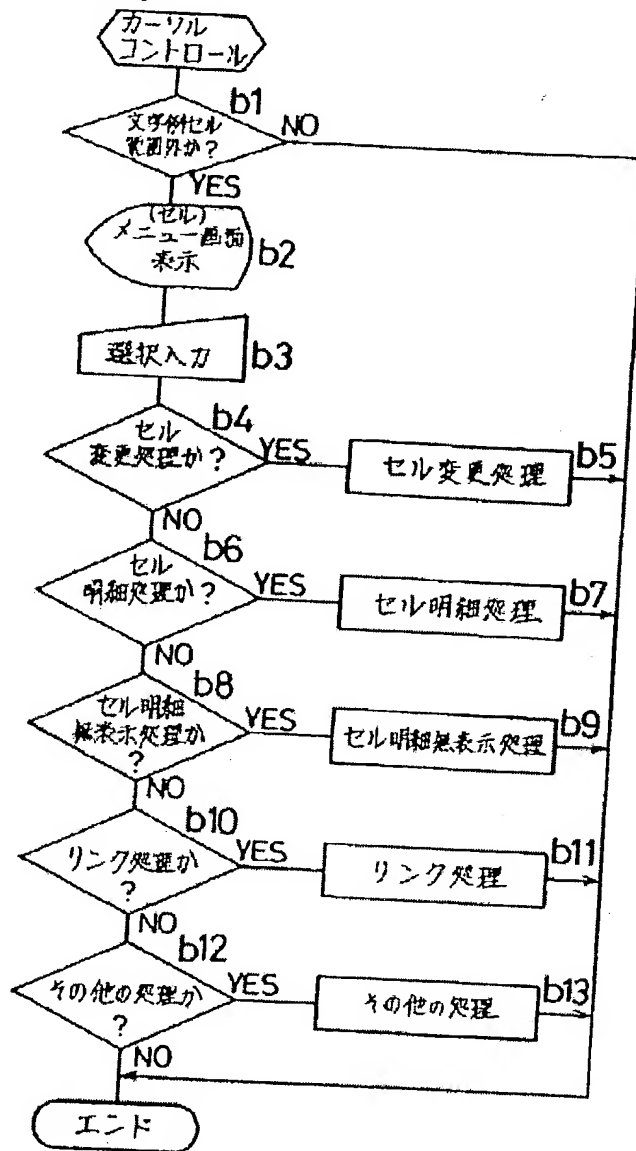 カーソル
コントロール
b1
文字例セル
範囲外か?
NO
YES
(セル)
メニュー画面
表示
b2
選択入力
b3
b4
セル
変更処理か?
YES
セル変更処理
b5
NO
b6
セル
明細処理か?
YES
セル明細処理
b7
NO
b8
セル明細
無表示処理か
?
YES
セル明細無表示処理
b9
NO
b10
リンク処理か
?
YES
リンク処理
b11
NO
b12
その他の処理か
?
YES
その他の処理
b13
NO
エンド